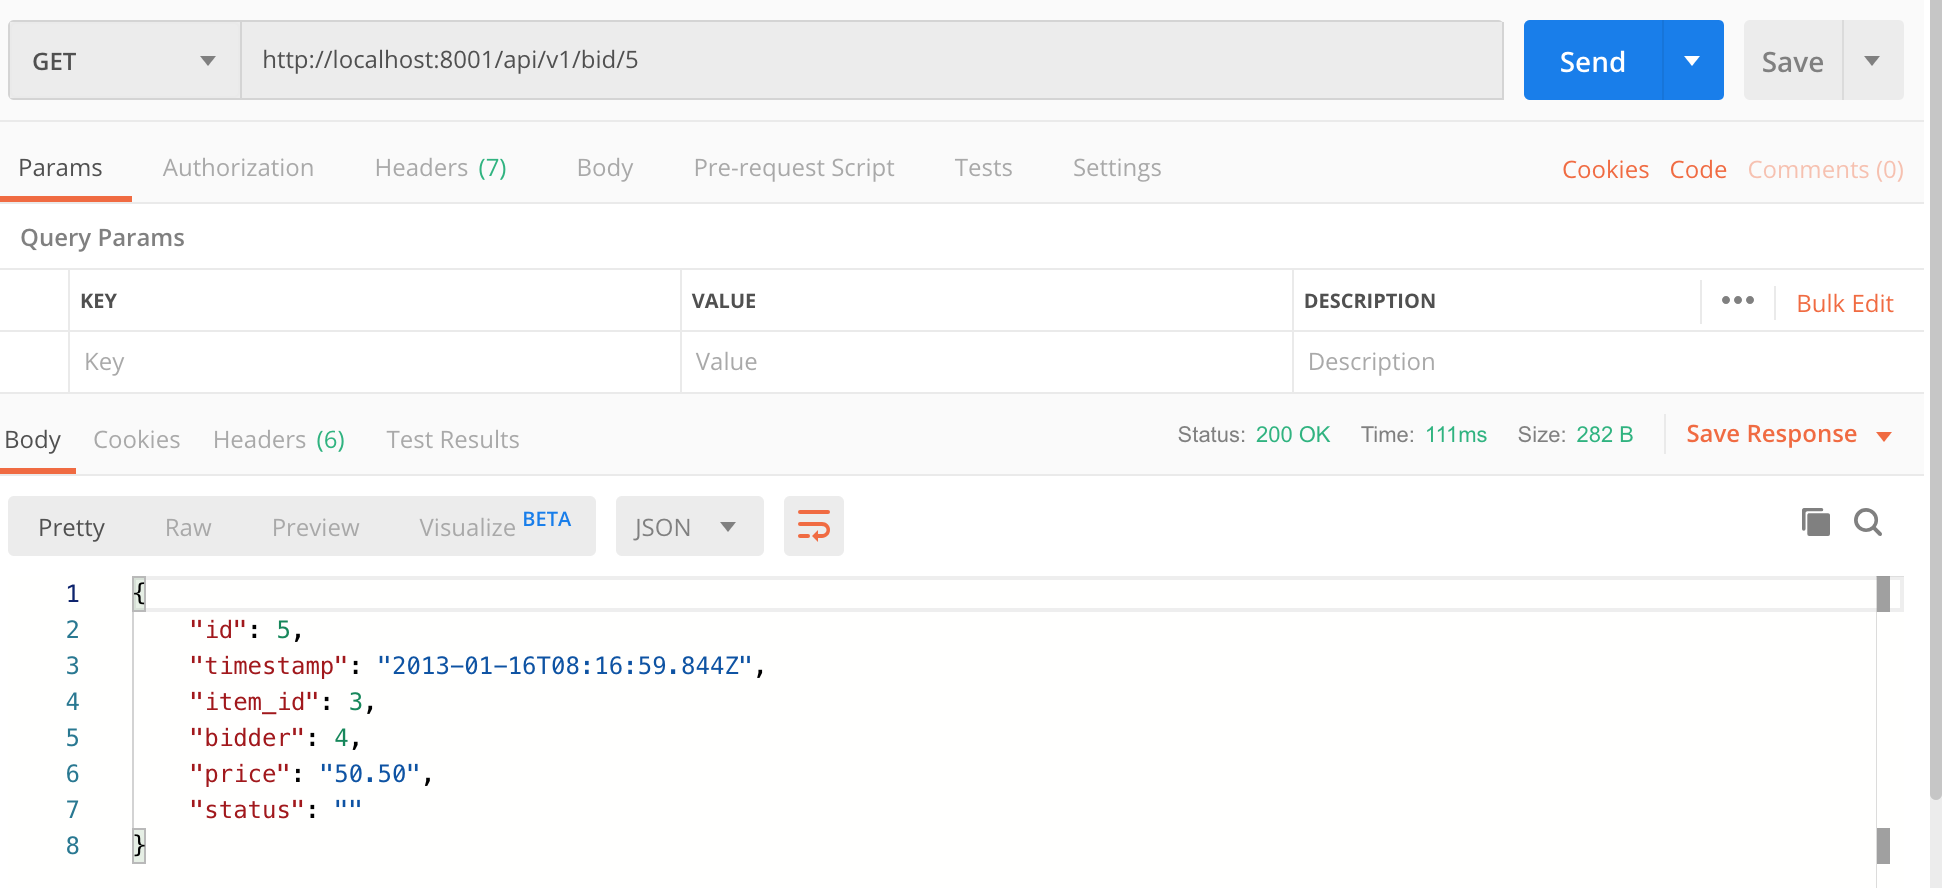 GET http://localhost:8001/api/v1/bid/5 Send Save
Params Authorization Headers (7) Body Pre-request Script Tests Settings Cookies Code Comments (0)
Query Params
KEY VALUE DESCRIPTION ••• Bulk Edit
Key Value Description
Body Cookies Headers (6) Test Results Status: 200 OK Time: 111ms Size: 282 B Save Response
Pretty Raw Preview Visualize BETA JSON
1 {
2 "id": 5,
3 "timestamp": "2013-01-16T08:16:59.844Z",
4 "item_id": 3,
5 "bidder": 4,
6 "price": "50.50",
7 "status": ""
8 }